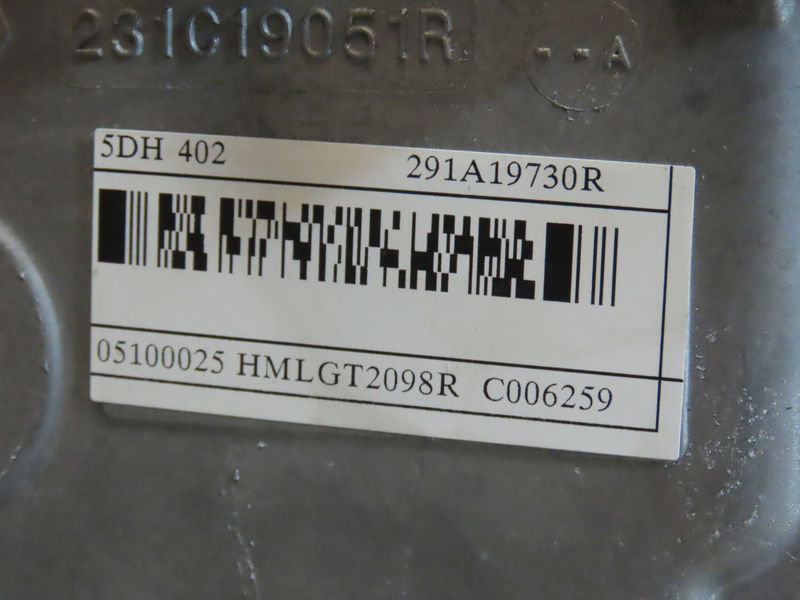 231C19051R
--A
5DH 402 291A19730R
05100025 HMLGT2098R C006259